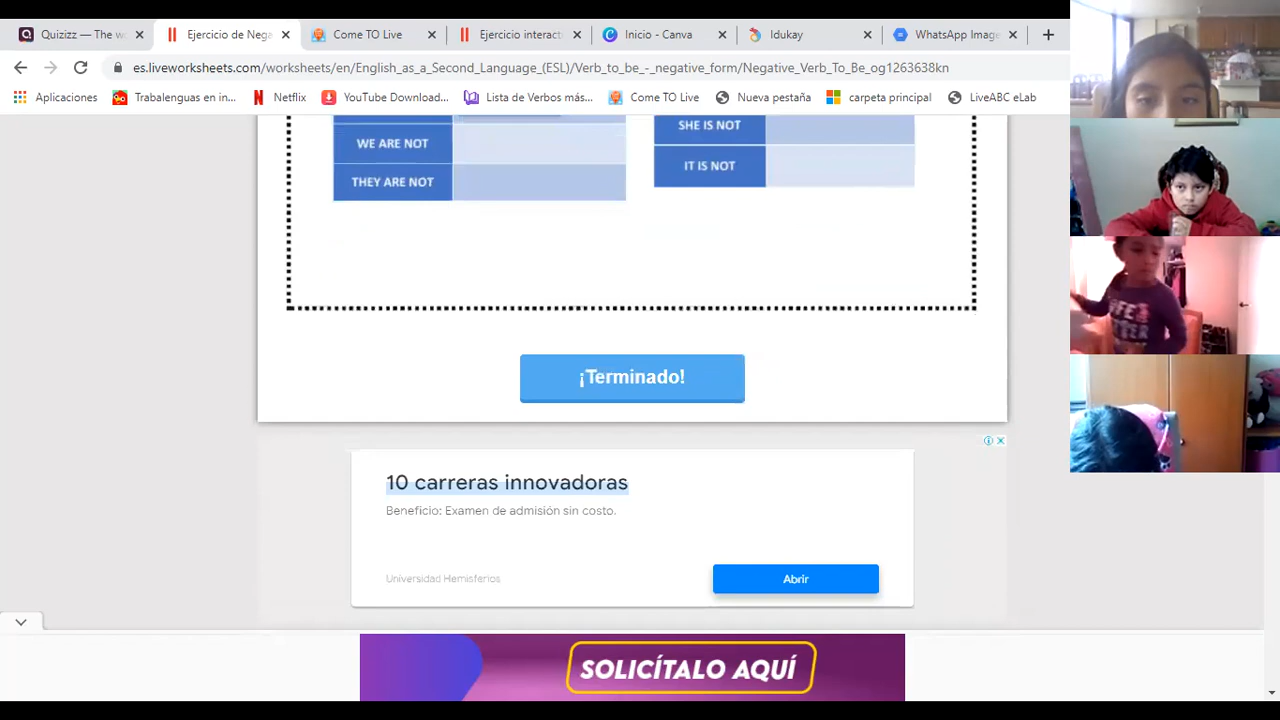 Quizizz — The wo
Ejercicio de Nega
Come TO Live
Ejercicio interact
Inicio - Canva
Idukay
WhatsApp Image
es.liveworksheets.com/worksheets/en/English_as_a_Second_Language_(ESL)/Verb_to_be_-_negative_form/Negative_Verb_To_Be_og1263638kn
Aplicaciones
Trabalenguas en in...
Netflix
YouTube Download...
Lista de Verbos más...
Come TO Live
Nueva pestaña
carpeta principal
LiveABC eLab
WE ARE NOT
THEY ARE NOT
SHE IS NOT
IT IS NOT
¡Terminado!
10 carreras innovadoras
Beneficio: Examen de admisión sin costo.
Universidad Hemisferios
Abrir
SOLICÍTALO AQUÍ